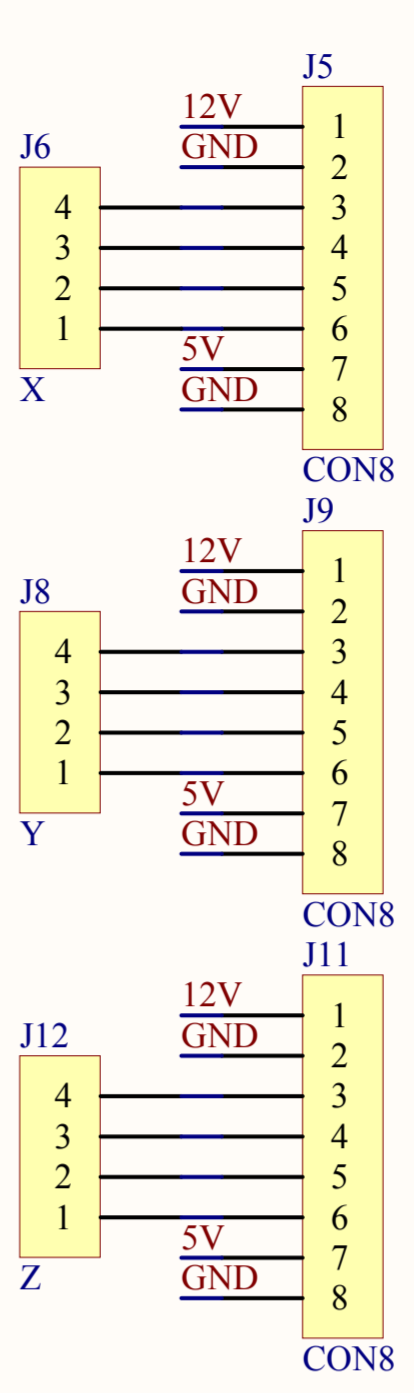 J5
12V 1
J6 GND 2
4 3
3 4
2 5
1 6
5V 7
X GND 8
CON8
J9
12V 1
J8 GND 2
4 3
3 4
2 5
1 6
5V 7
Y GND 8
CON8
J11
12V 1
J12 GND 2
4 3
3 4
2 5
1 6
5V 7
Z GND 8
CON8